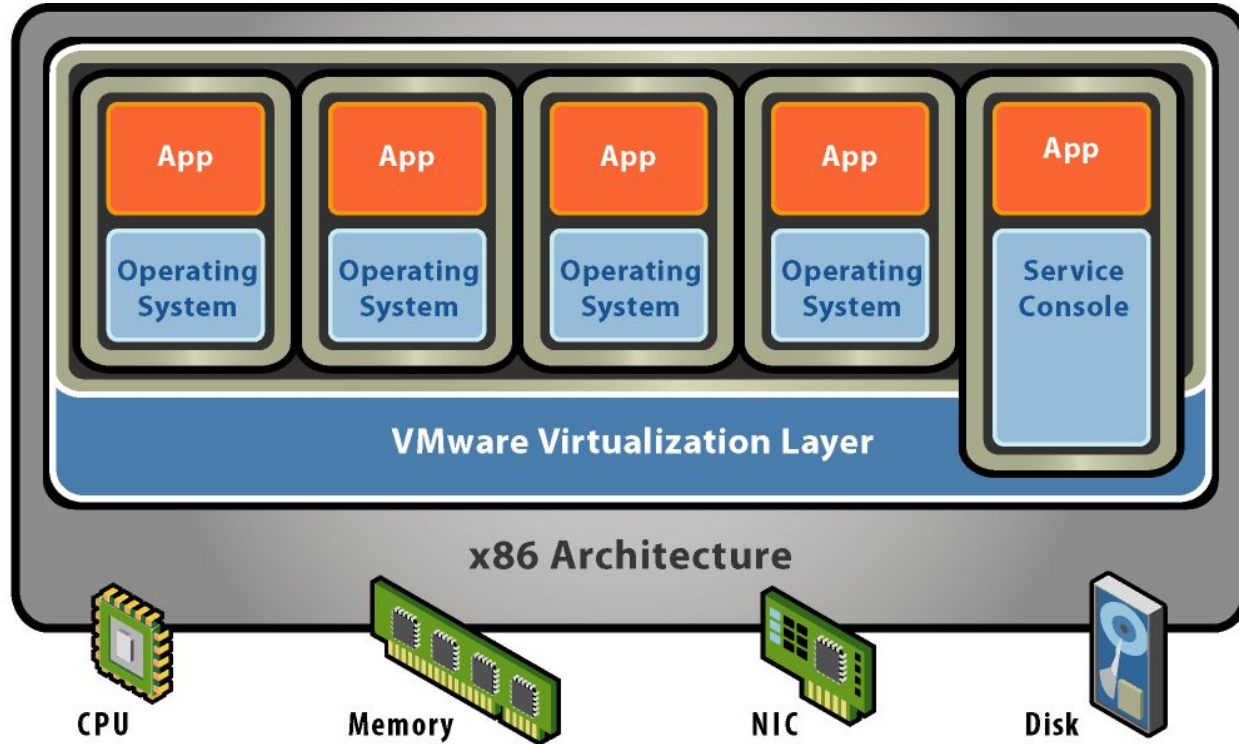 App
App
App
App
App
Operating
System
Operating
System
Operating
System
Operating
System
Service
Console
VMware Virtualization Layer
x86 Architecture
CPU
Memory
NIC
Disk